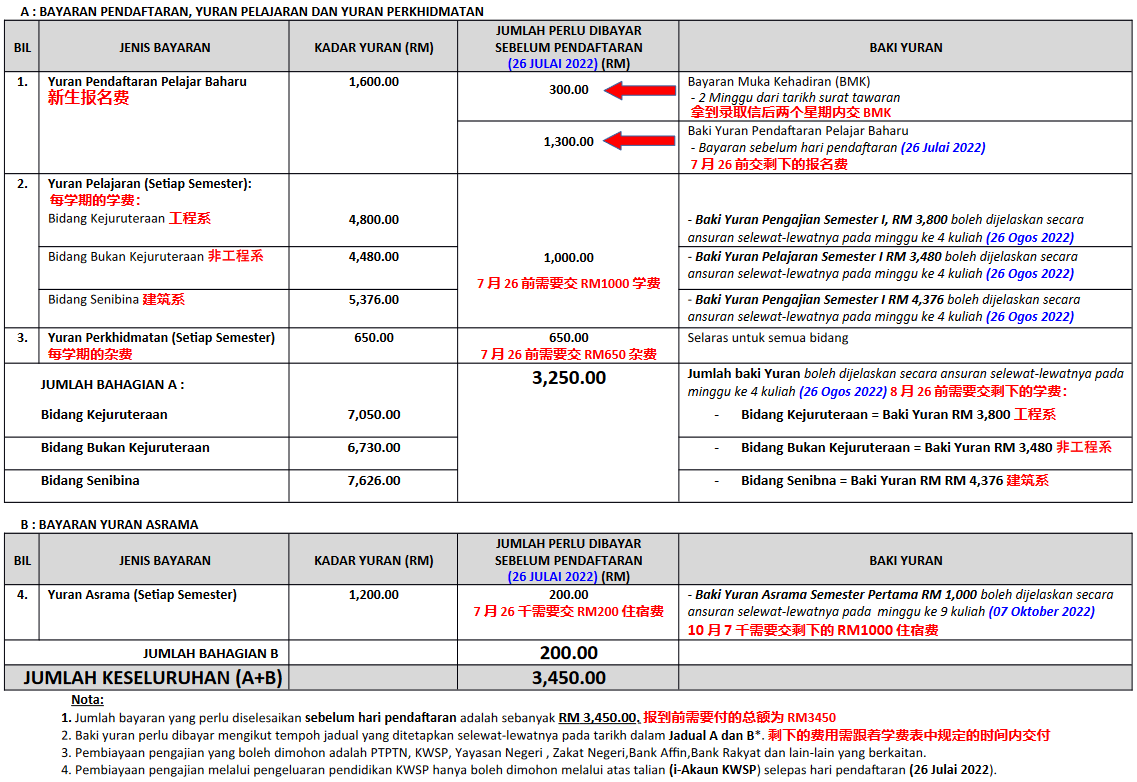 A : BAYARAN PENDAFTARAN, YURAN PELAJARAN DAN YURAN PERKHIDMATAN
BIL
JENIS BAYARAN
KADAR YURAN (RM)
JUMLAH PERLU DIBAYAR
SEBELUM PENDAFTARAN
(26 JULAI 2022) (RM)
BAKI YURAN
1.
Yuran Pendaftaran Pelajar Baharu
新生报名费
1,600.00
300.00
Bayaran Muka Kehadiran (BMK)
- 2 Minggu dari tarikh surat tawaran
拿到录取信后两个星期内交 BMK
1,300.00
Baki Yuran Pendaftaran Pelajar Baharu
- Bayaran sebelum hari pendaftaran (26 Julai 2022)
7 月 26 前交剩下的报名费
2.
Yuran Pelajaran (Setiap Semester):
每学期的学费:
Bidang Kejuruteraan 工程系
4,800.00
- Baki Yuran Pengajian Semester I, RM 3,800 boleh dijelaskan secara
ansuran selewat-lewatnya pada minggu ke 4 kuliah (26 Ogos 2022)
Bidang Bukan Kejuruteraan 非工程系
4,480.00
1,000.00
7 月 26 前需要交 RM1000 学费
- Baki Yuran Pelajaran Semester I RM 3,480 boleh dijelaskan secara
ansuran selewat-lewatnya pada minggu ke 4 kuliah (26 Ogos 2022)
Bidang Senibina 建筑系
5,376.00
- Baki Yuran Pengajian Semester I RM 4,376 boleh dijelaskan secara
ansuran selewat-lewatnya pada minggu ke 4 kuliah (26 Ogos 2022)
3.
Yuran Perkhidmatan (Setiap Semester)
每学期的杂费
650.00
650.00
7 月 26 前需要交 RM650 杂费
Selaras untuk semua bidang
JUMLAH BAHAGIAN A :
3,250.00
Jumlah baki Yuran boleh dijelaskan secara ansuran selewat-lewatnya pada
minggu ke 4 kuliah (26 Ogos 2022) 8 月 26 前需要交剩下的学费:
Bidang Kejuruteraan
7,050.00
- Bidang Kejuruteraan = Baki Yuran RM 3,800 工程系
Bidang Bukan Kejuruteraan
6,730.00
- Bidang Bukan Kejuruteraan = Baki Yuran RM 3,480 非工程系
Bidang Senibina
7,626.00
- Bidang Senibna = Baki Yuran RM RM 4,376 建筑系
B : BAYARAN YURAN ASRAMA
BIL
JENIS BAYARAN
KADAR YURAN (RM)
JUMLAH PERLU DIBAYAR
SEBELUM PENDAFTARAN
(26 JULAI 2022) (RM)
BAKI YURAN
4.
Yuran Asrama (Setiap Semester)
1,200.00
200.00
7 月 26 千需要交 RM200 住宿费
- Baki Yuran Asrama Semester Pertama RM 1,000 boleh dijelaskan secara
ansuran selewat-lewatnya pada minggu ke 9 kuliah (07 Oktober 2022)
10 月 7 千需要交剩下的 RM1000 住宿费
JUMLAH BAHAGIAN B
200.00
JUMLAH KESELURUHAN (A+B)
3,450.00
Nota:
1. Jumlah bayaran yang perlu diselesaikan sebelum hari pendaftaran adalah sebanyak RM 3,450.00, 报到前需要付的总额为 RM3450
2. Baki yuran perlu dibayar mengikut tempoh jadual yang ditetapkan selewat-lewatnya pada tarikh dalam Jadual A dan B*. 剩下的费用需跟着学费表中规定的时间内交付
3. Pembiayaan pengajian yang boleh dimohon adalah PTPTN, KWSP, Yayasan Negeri , Zakat Negeri,Bank Affin,Bank Rakyat dan lain-lain yang berkaitan.
4. Pembiayaan pengajian melalui pengeluaran pendidikan KWSP hanya boleh dimohon melalui atas talian (i-Akaun KWSP) selepas hari pendaftaran (26 Julai 2022).